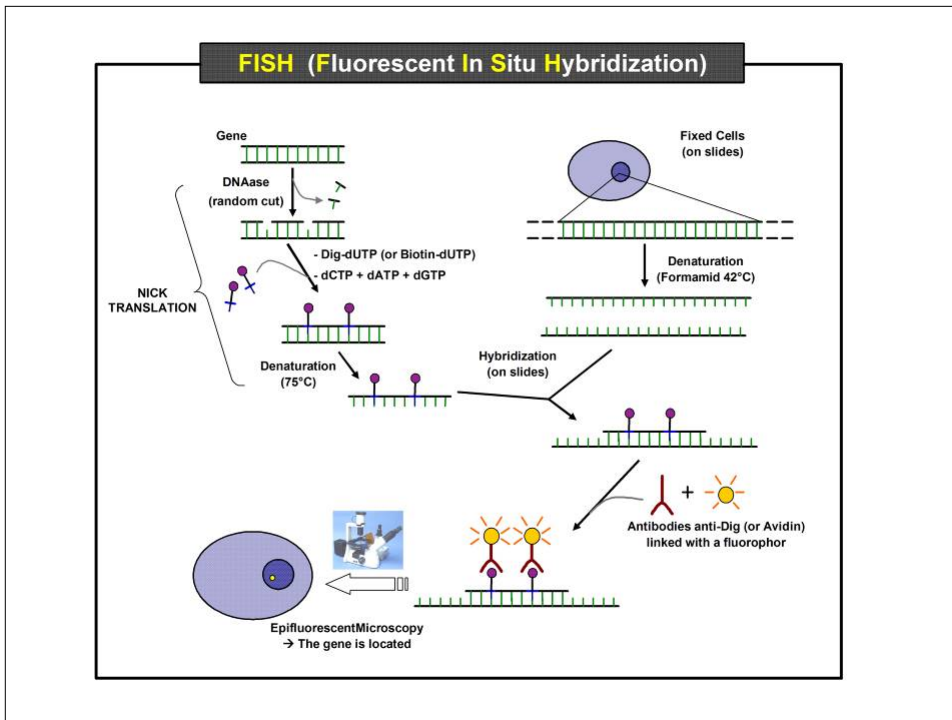 FISH (Fluorescent In Situ Hybridization)
Gene
DNAase
(random cut)
- Dig-dUTP (or Biotin-dUTP)
- dCTP + dATP + dGTP
NICK
TRANSLATION
Denaturation
(75°C)
Fixed Cells
(on slides)
Denaturation
(Formamid 42°C)
Hybridization
(on slides)
+
Antibodies anti-Dig (or Avidin)
linked with a fluorophor
EpifluorescentMicroscopy
→ The gene is located